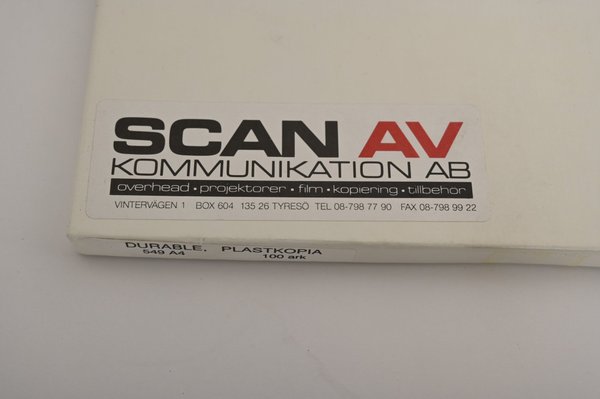 SCAN AV
KOMMUNIKATION AB
overhead • projektorer • film • kopiering • tillbehör
VINTERVÄGEN 1 BOX 604 135 26 TYRESÖ TEL 08-798 77 90 FAX 08-798 99 22
DURABLE, PLASTKOPIA
549 A4 100 ark